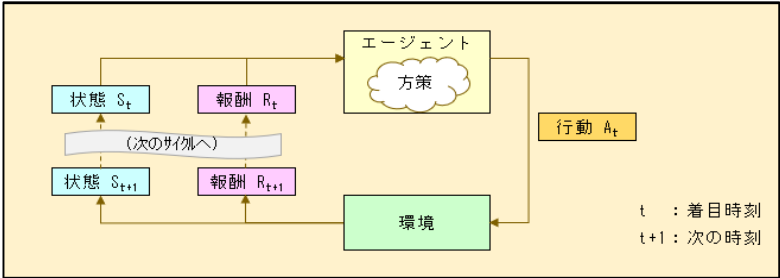 エージェント
方策
状態 St
報酬 Rt
行動 At
(次のサイクルへ)
状態 St+1
報酬 Rt+1
環境
t :着目時刻
t+1:次の時刻